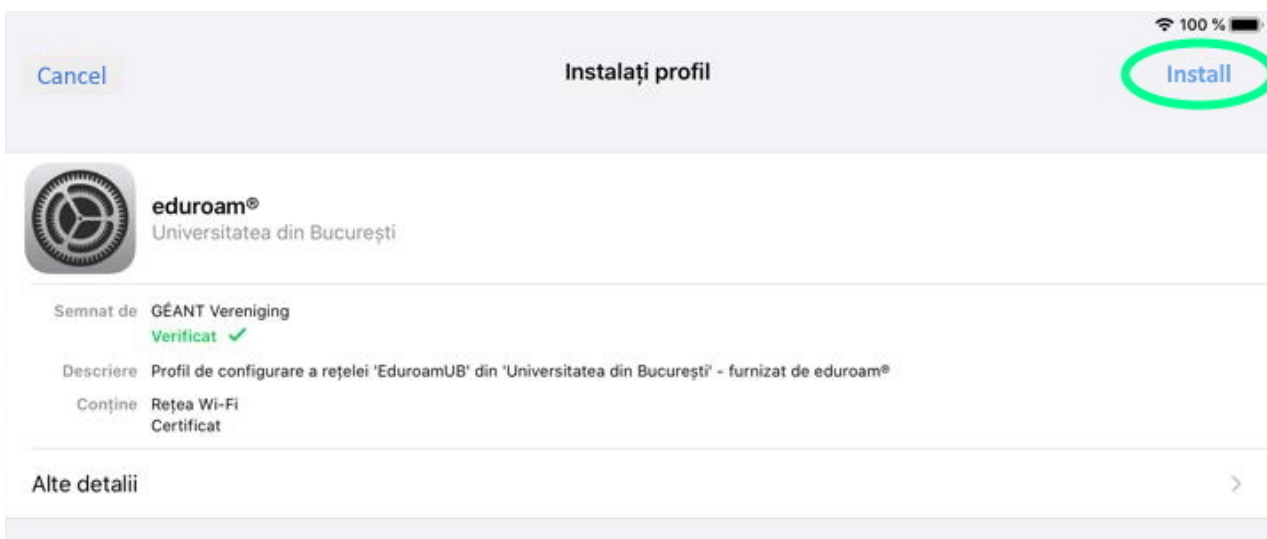 100 %
Cancel
Instalați profil
Install
eduroam®
Universitatea din București
Semnat de GÉANT Vereniging
Verificat ✓
Descriere Profil de configurare a rețelei 'EduroamUB' din 'Universitatea din București' - furnizat de eduroam®
Conține Rețea Wi-Fi
Certificat
Alte detalii